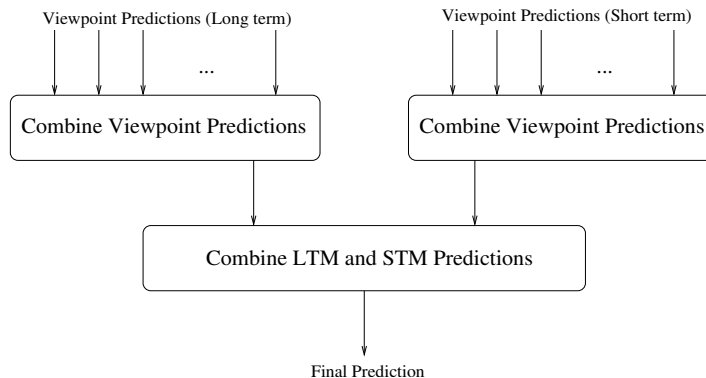 Viewpoint Predictions (Long term)
Viewpoint Predictions (Short term)
...
...
Combine Viewpoint Predictions
Combine Viewpoint Predictions
Combine LTM and STM Predictions
Final Prediction